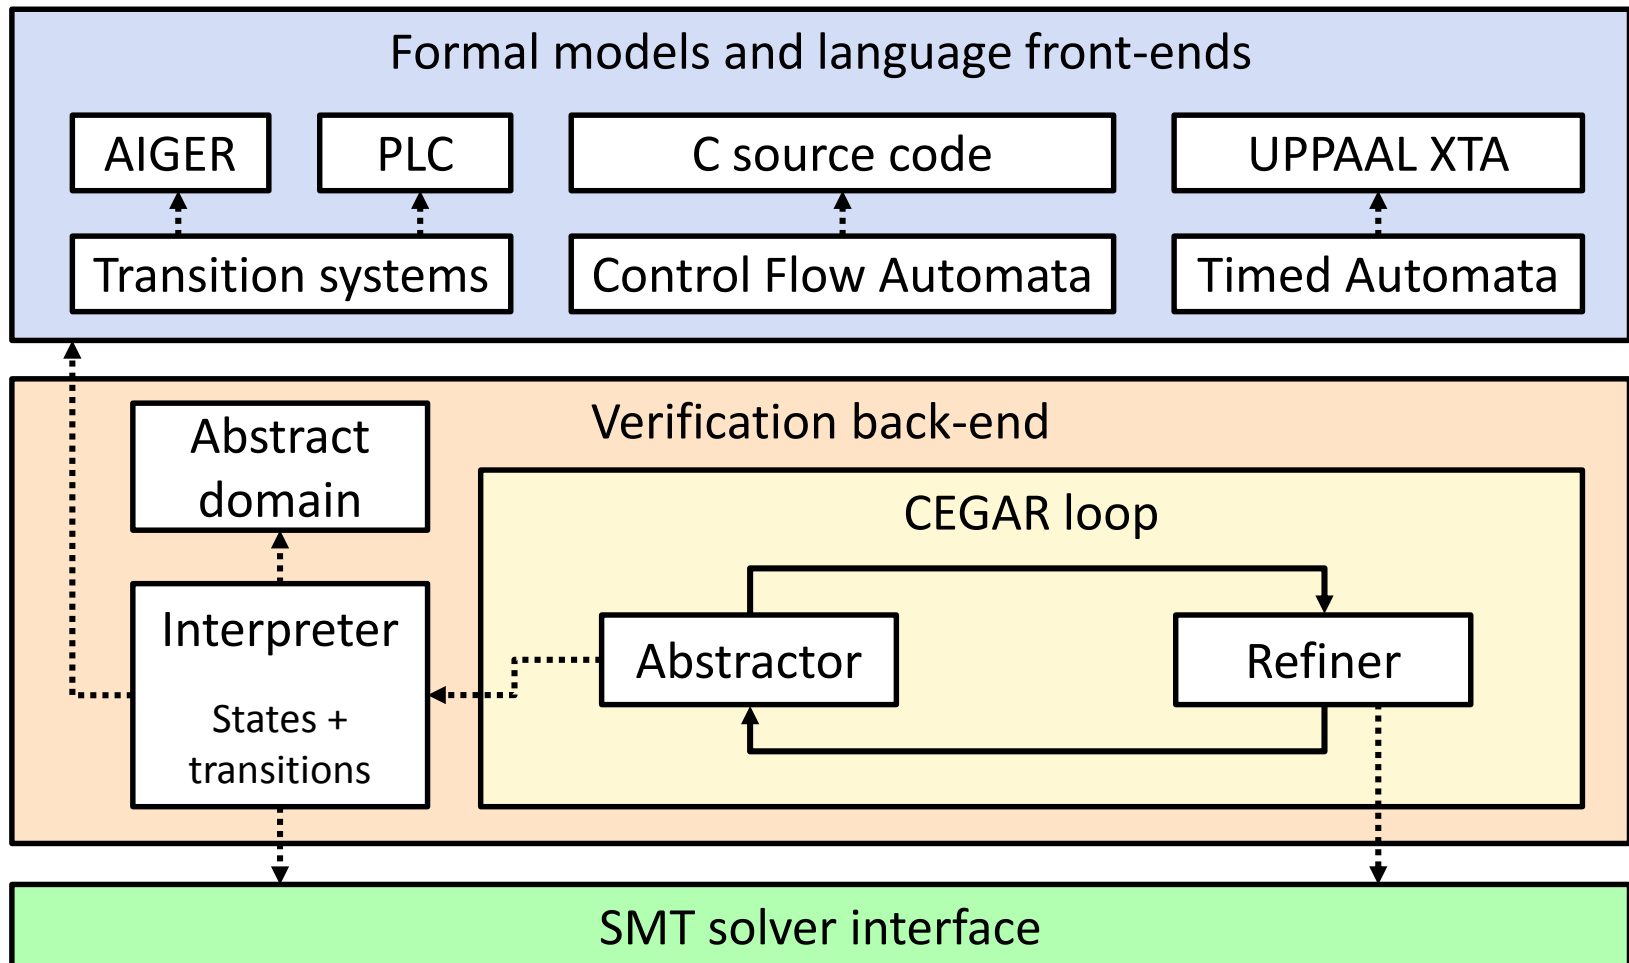 Formal models and language front-ends
AIGER
PLC
C source code
UPPAAL XTA
Transition systems
Control Flow Automata
Timed Automata
Verification back-end
Abstract
domain
CEGAR loop
Interpreter
States +
transitions
Abstractor
Refiner
SMT solver interface